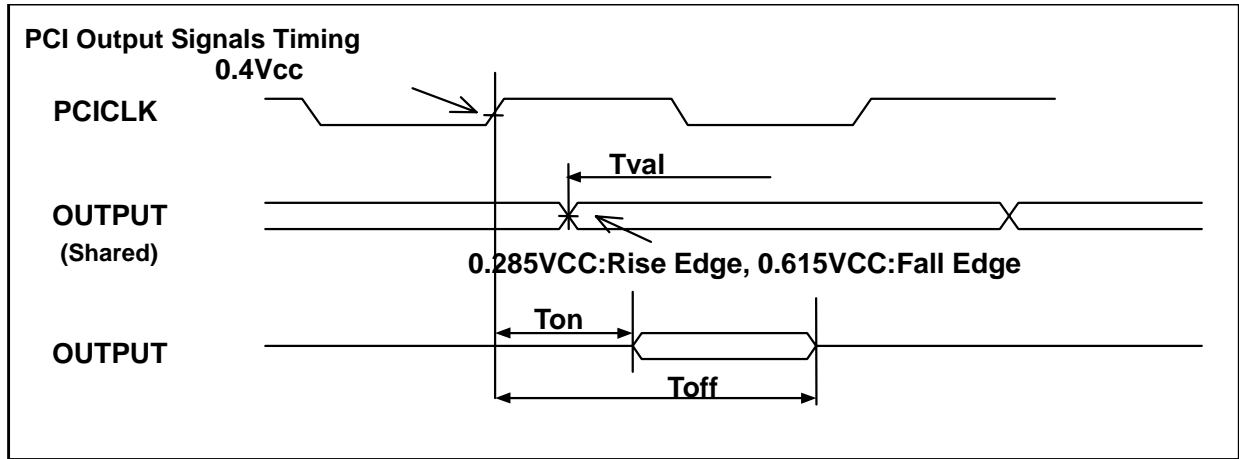 PCI Output Signals Timing
0.4Vcc
PCICLK
Tval
OUTPUT
(Shared)
0.285VCC:Rise Edge, 0.615VCC:Fall Edge
Ton
OUTPUT
Toff